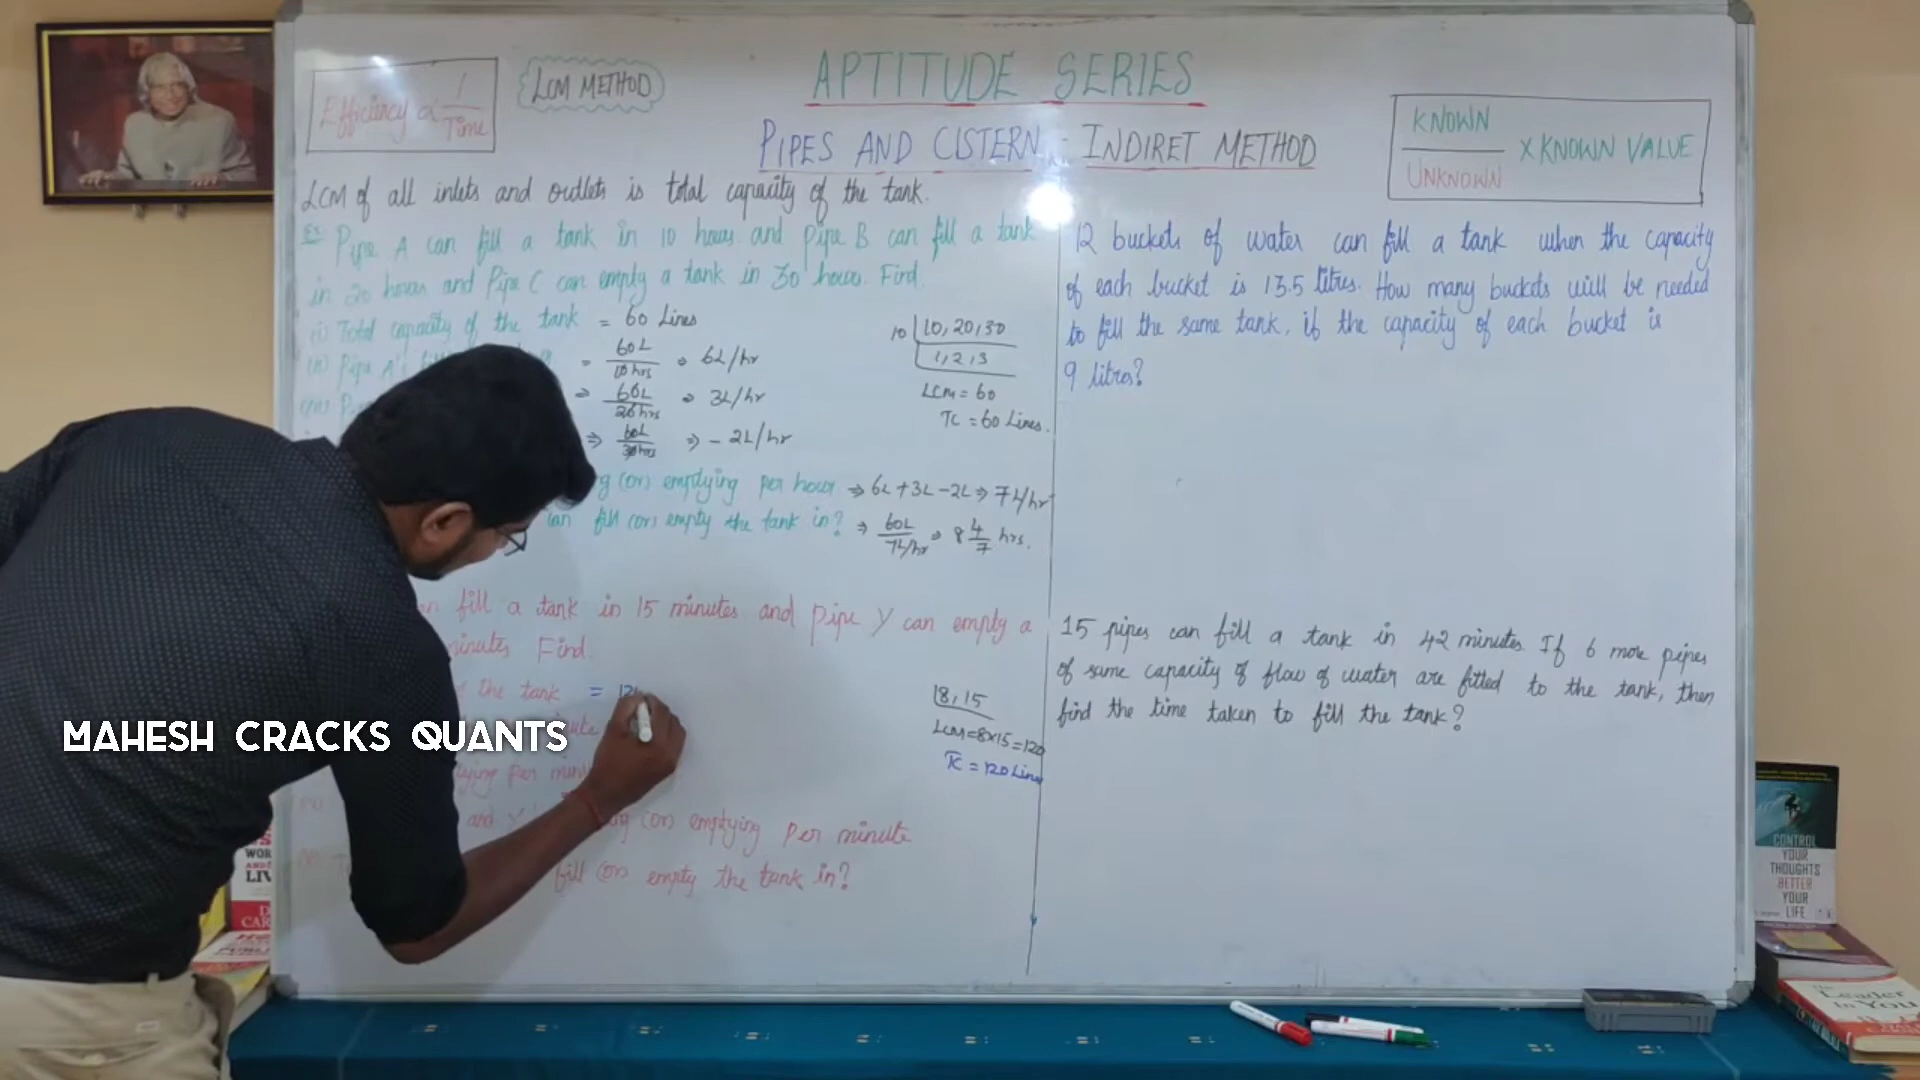 Efficiency α 1/Time
LCM METHOD
APTITUDE SERIES
PIPES AND CISTERN : INDIRET METHOD
KNOWN
UNKNOWN
X KNOWN VALUE
LCM of all inlets and outlets is total capacity of the tank.
Ex: Pipe A can fill a tank in 10 hours and pipe B can fill a tank
in 20 hours and Pipe C can empty a tank in 30 hours. Find.
(i) Total capacity of the tank = 60 Litres
(ii) Pipe A's
= 60L/10 hrs ⇒ 6L/hr
⇒ 60L/20 hrs ⇒ 3L/hr
⇒ 60L/30 hrs ⇒ - 2L/hr
g (or) emptying per hour ⇒ 6L+3L-2L ⇒ 7L/hr
can fill (or) empty the tank in? ⇒ 60L/7L/hr ⇒ 8 4/7 hrs.
10 | 10, 20, 30
1, 2, 3
LCM = 60
TC = 60 Litres.
fill a tank in 15 minutes and pipe Y can empty a
minutes Find.
the tank =
18, 15
LCM=8x15=120
TC = 120 Litres
per
and
(or) emptying per minute
fill (or) empty the tank in?
12 buckets of water can fill a tank when the capacity
of each bucket is 13.5 litres. How many buckets will be needed
to fill the same tank, if the capacity of each bucket is
9 litres?
15 pipes can fill a tank in 42 minutes. If 6 more pipes
of same capacity of flow of water are fitted to the tank, then
find the time taken to fill the tank?
MAHESH CRACKS QUANTS
CONTROL
YOUR
THOUGHTS
BETTER
YOUR
LIFE
The Leader